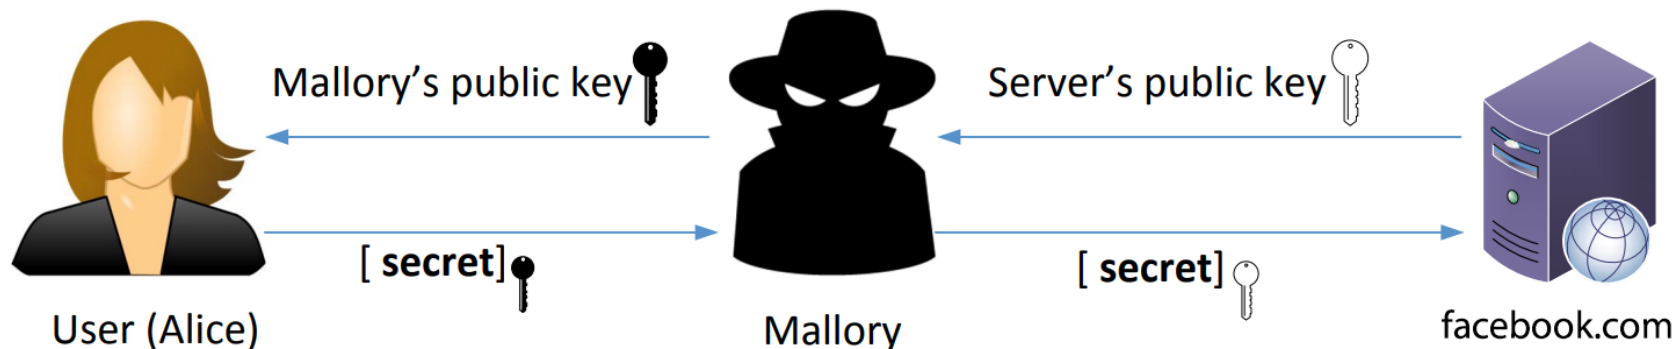 Mallory's public key
Server's public key
[ secret]
[ secret]
User (Alice)
Mallory
facebook.com